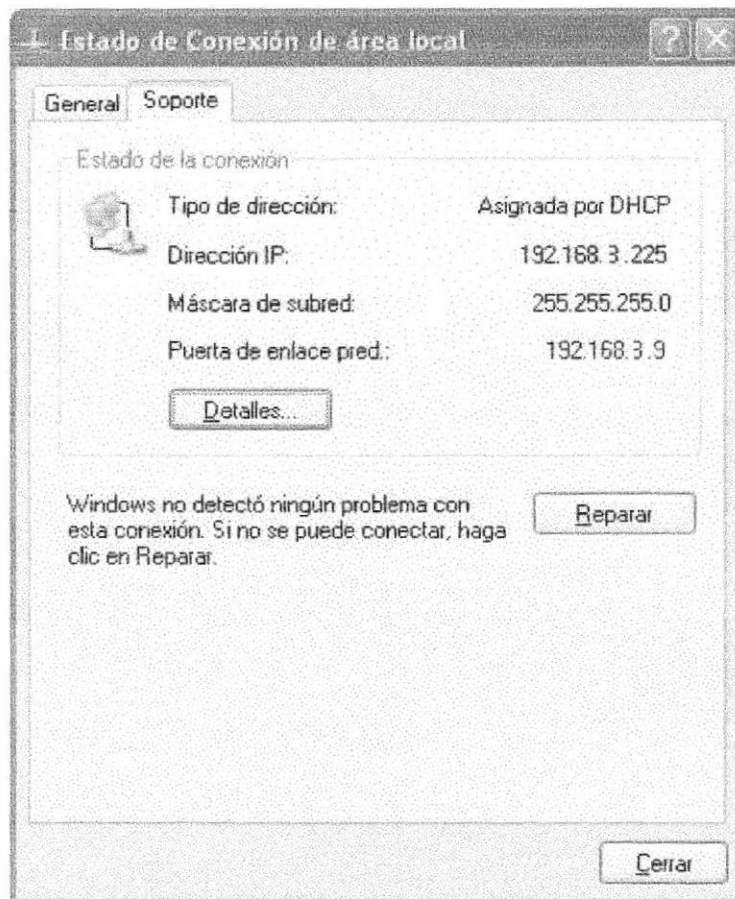 Estado de Conexión de área local
General
Soporte
Estado de la conexión
Tipo de dirección: Asignada por DHCP
Dirección IP: 192.168.3.225
Máscara de subred: 255.255.255.0
Puerta de enlace pred.: 192.168.3.9
Detalles...
Windows no detectó ningún problema con
esta conexión. Si no se puede conectar, haga
clic en Reparar.
Reparar
Cerrar